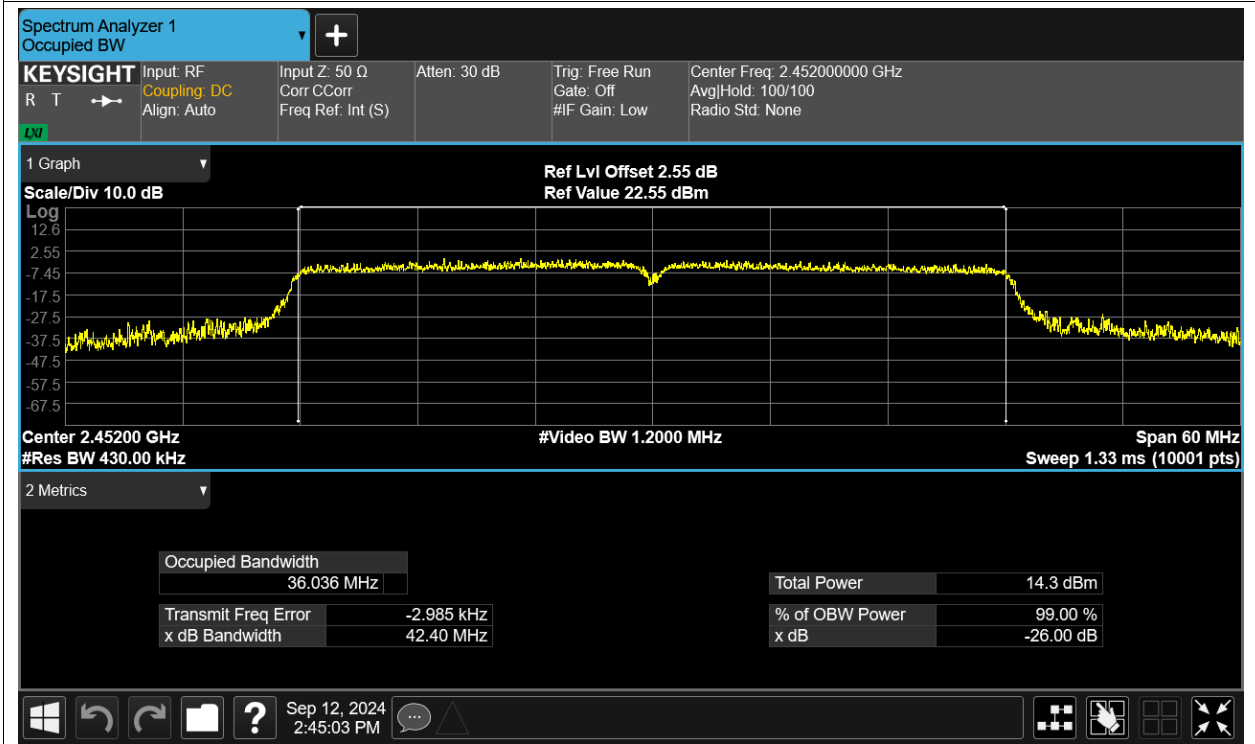 Spectrum Analyzer 1
Occupied BW
KEYSIGHT
R T
LXI
Input: RF
Coupling: DC
Align: Auto
Input Z: 50 Ω
Corr CCorr
Freq Ref: Int (S)
Atten: 30 dB
Trig: Free Run
Gate: Off
#IF Gain: Low
Center Freq: 2.452000000 GHz
Avg|Hold: 100/100
Radio Std: None
1 Graph
Scale/Div 10.0 dB
Ref Lvl Offset 2.55 dB
Ref Value 22.55 dBm
Log
12.6
2.55
-7.45
-17.5
-27.5
-37.5
-47.5
-57.5
-67.5
Center 2.45200 GHz
#Res BW 430.00 kHz
#Video BW 1.2000 MHz
Span 60 MHz
Sweep 1.33 ms (10001 pts)
2 Metrics
Occupied Bandwidth
36.036 MHz
Transmit Freq Error -2.985 kHz
x dB Bandwidth 42.40 MHz
Total Power 14.3 dBm
% of OBW Power 99.00 %
x dB -26.00 dB
?
Sep 12, 2024
2:45:03 PM